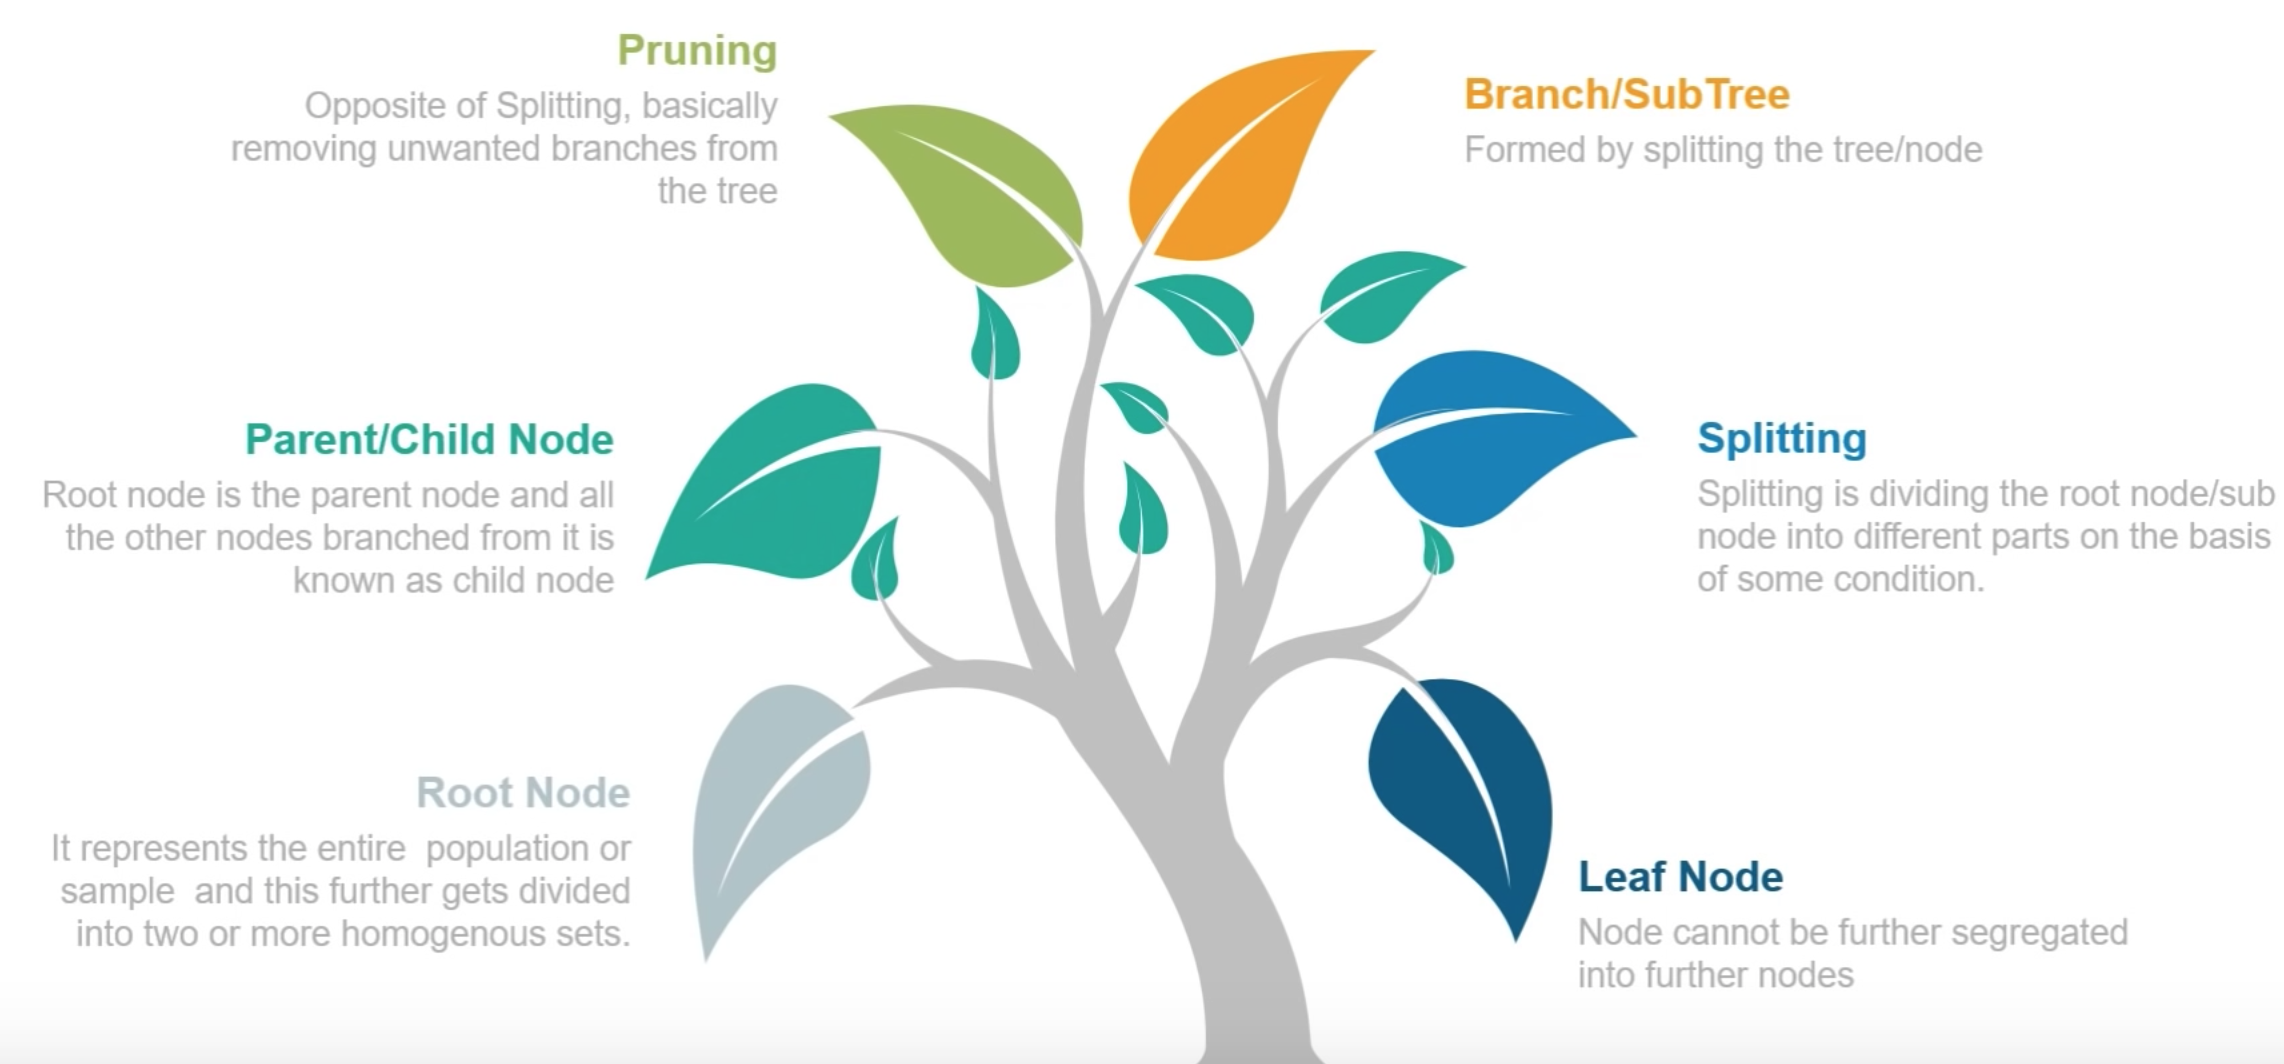 Pruning
Opposite of Splitting, basically
removing unwanted branches from
the tree
Branch/SubTree
Formed by splitting the tree/node
Parent/Child Node
Root node is the parent node and all
the other nodes branched from it is
known as child node
Splitting
Splitting is dividing the root node/sub
node into different parts on the basis
of some condition.
Root Node
It represents the entire population or
sample and this further gets divided
into two or more homogenous sets.
Leaf Node
Node cannot be further segregated
into further nodes